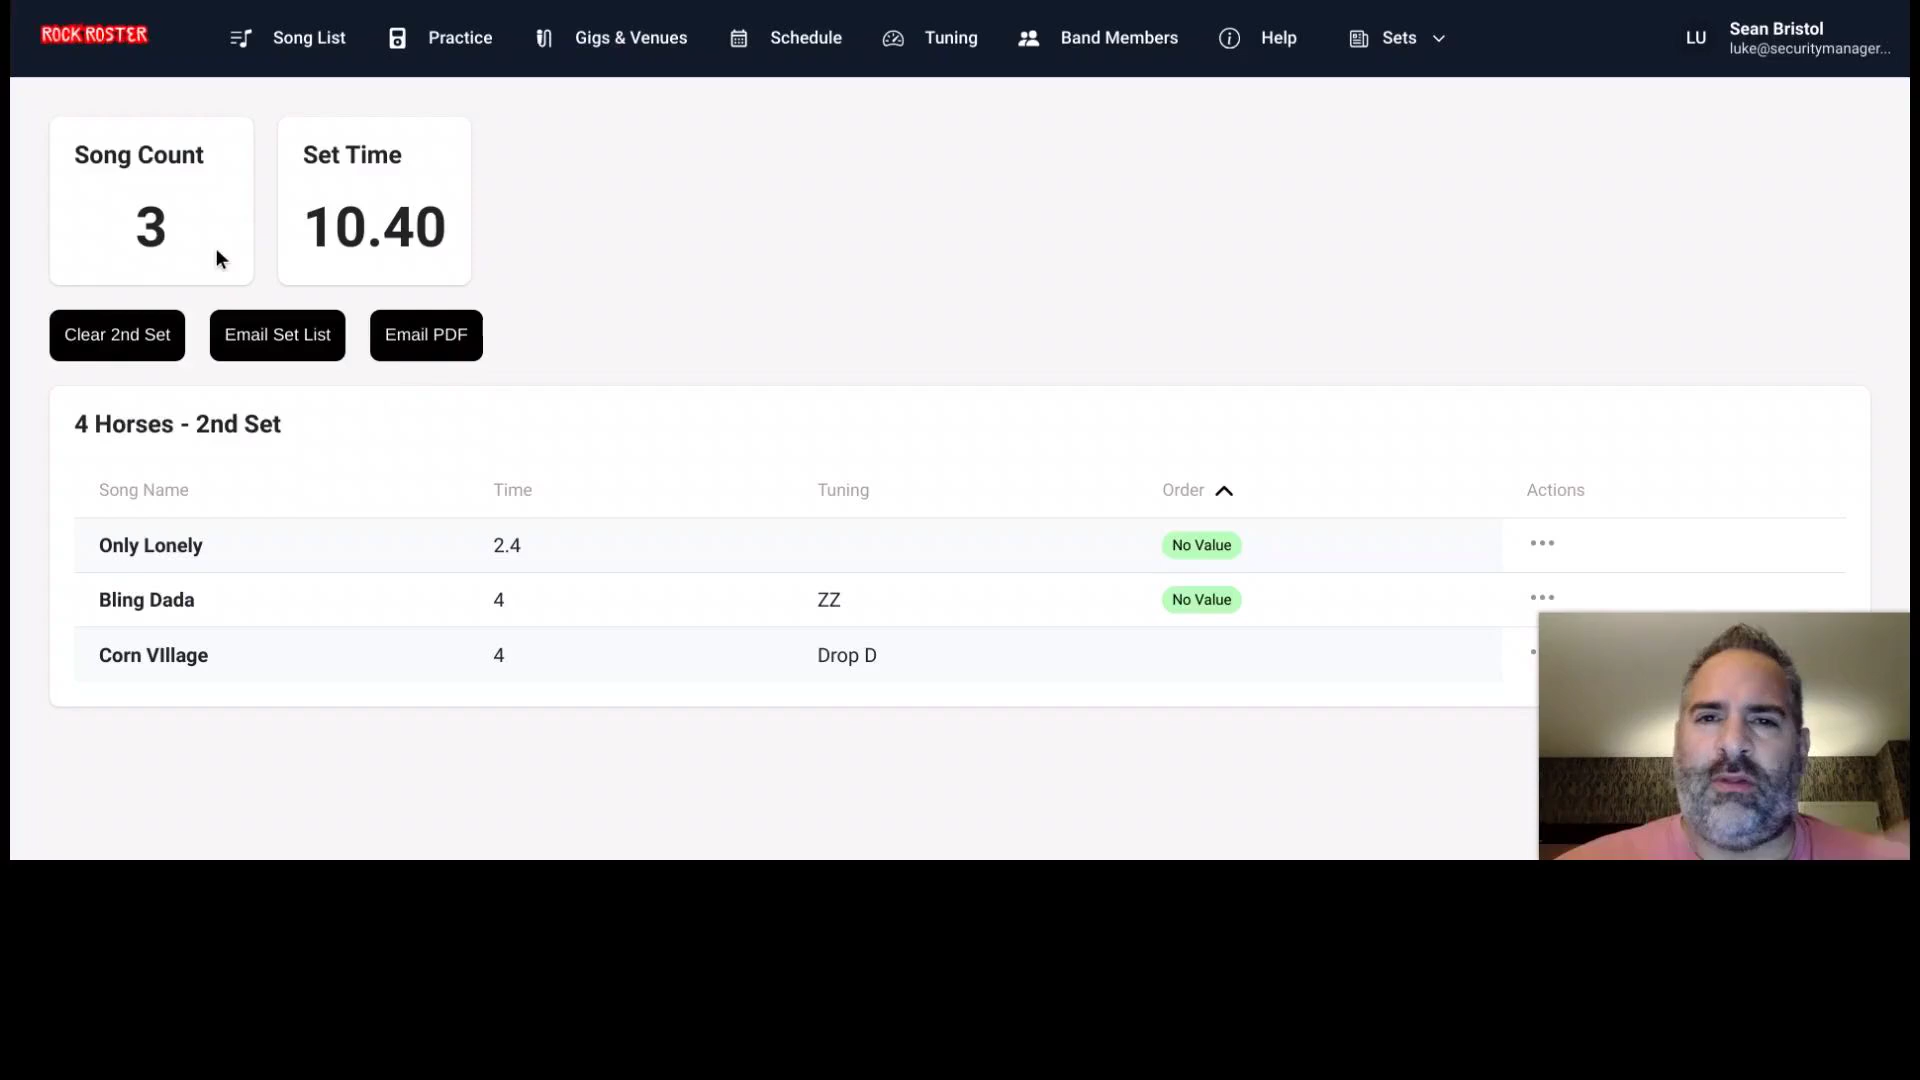 ROCK ROSTER
Song List
Practice
Gigs & Venues
Schedule
Tuning
Band Members
Help
Sets
LU
Sean Bristol
luke@securitymanager...
Song Count
3
Set Time
10.40
Clear 2nd Set
Email Set List
Email PDF
4 Horses - 2nd Set
Song Name Time Tuning Order Actions
Only Lonely 2.4 No Value
Bling Dada 4 ZZ No Value
Corn VIllage 4 Drop D